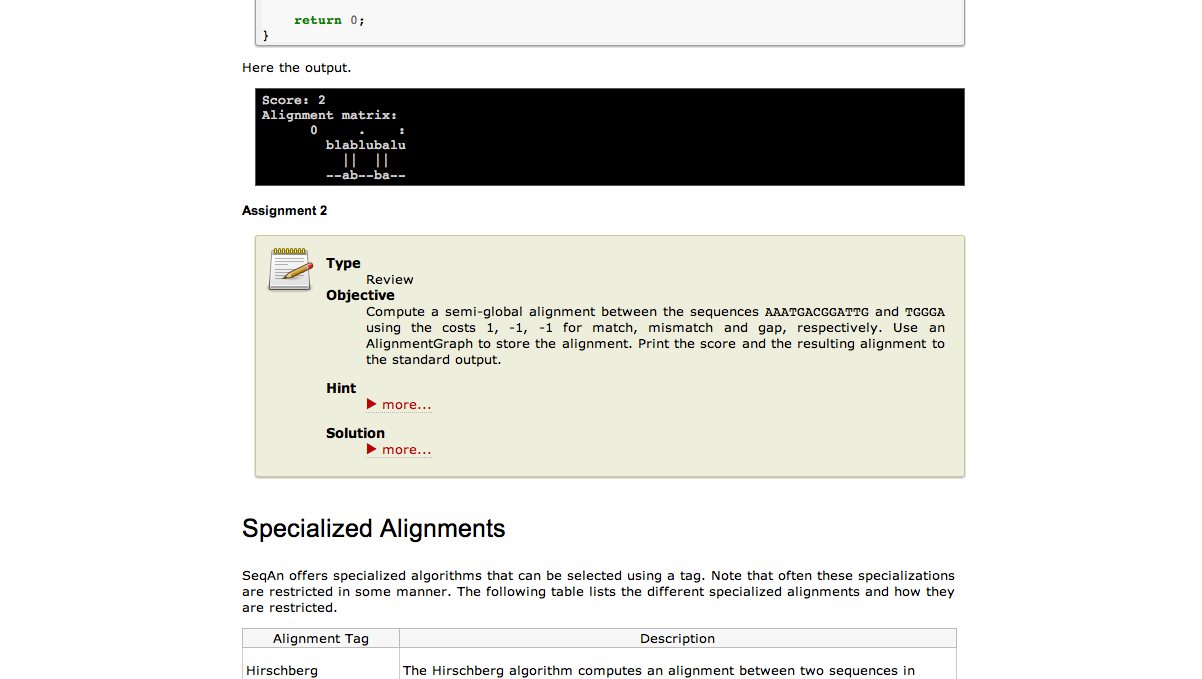 return 0;
}
Here the output.
Score: 2
Alignment matrix:
0     .    :
blablubalu
||  ||
--ab--ba--
Assignment 2
Type
Review
Objective
Compute a semi-global alignment between the sequences AAATGACGGATTG and TGGGA
using the costs 1, -1, -1 for match, mismatch and gap, respectively. Use an
AlignmentGraph to store the alignment. Print the score and the resulting alignment to
the standard output.
Hint
▶ more...
Solution
▶ more...
Specialized Alignments
SeqAn offers specialized algorithms that can be selected using a tag. Note that often these specializations
are restricted in some manner. The following table lists the different specialized alignments and how they
are restricted.
Alignment Tag Description
Hirschberg The Hirschberg algorithm computes an alignment between two sequences in